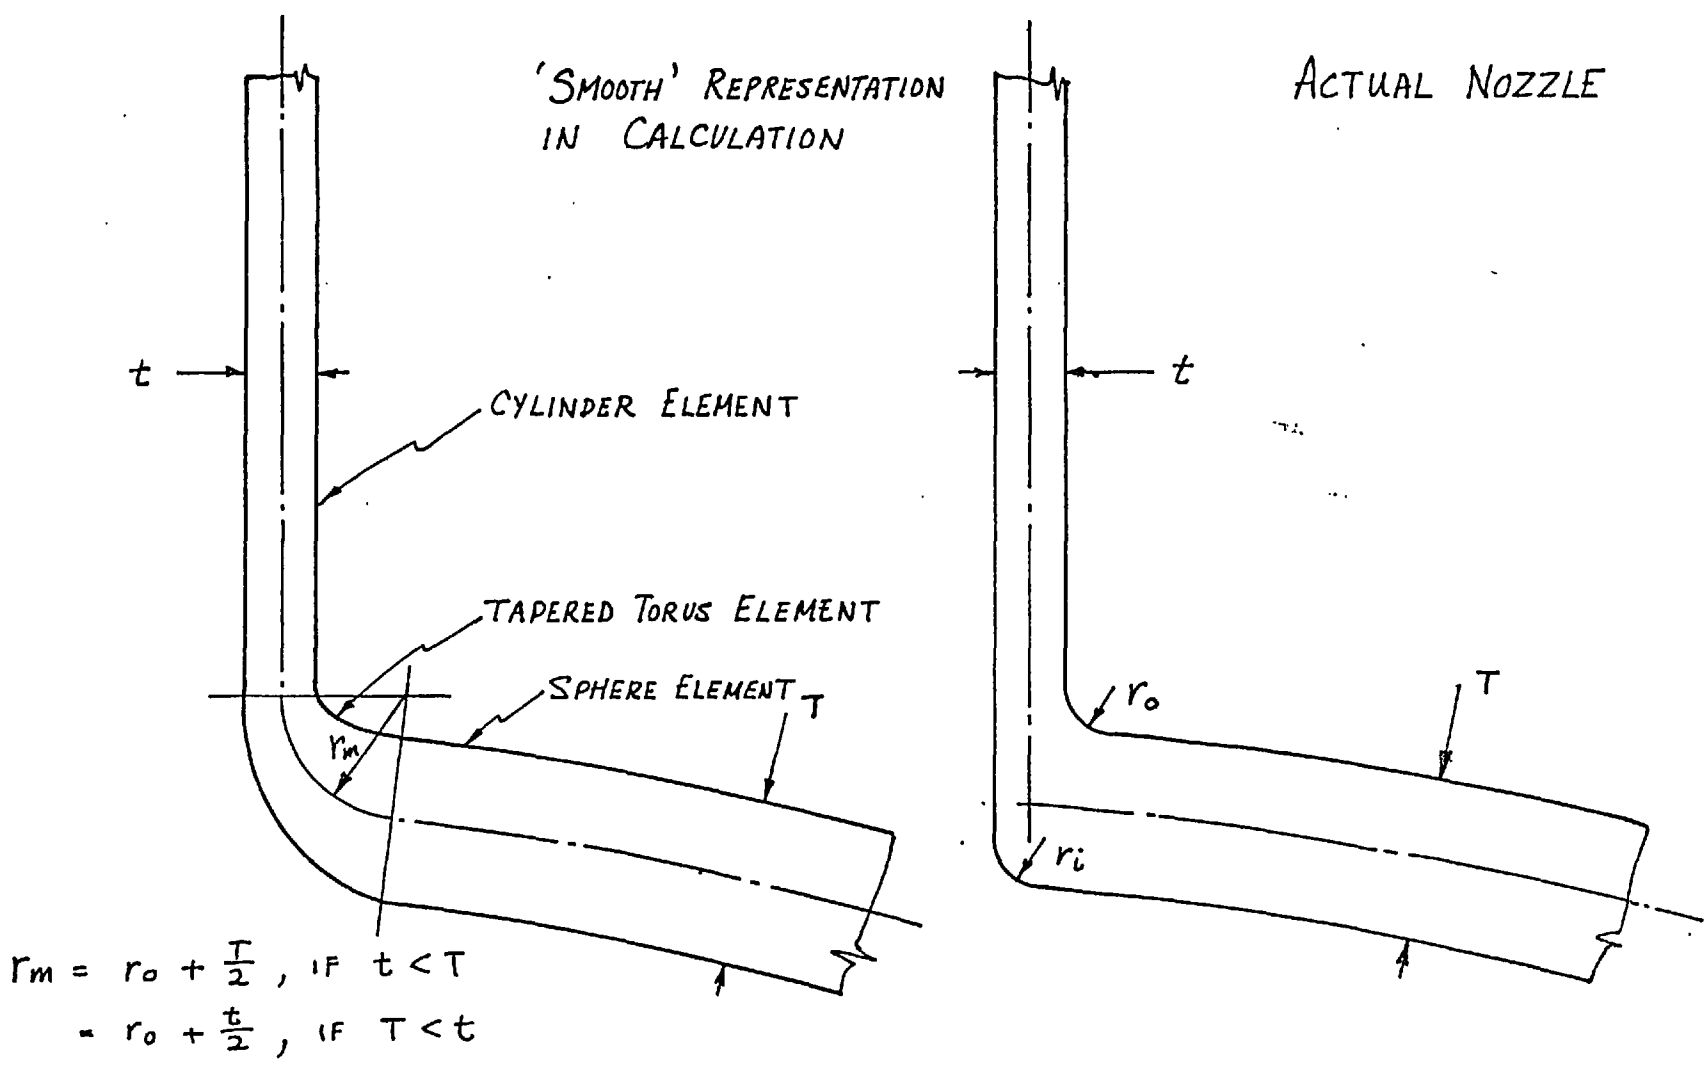 'SMOOTH' REPRESENTATION
IN CALCULATION
ACTUAL NOZZLE
t
t
CYLINDER ELEMENT
TAPERED TORUS ELEMENT
SPHERE ELEMENT
T
T
ro
rm
ri
rm = ro + T/2 , IF t < T
= ro + t/2 , IF T < t